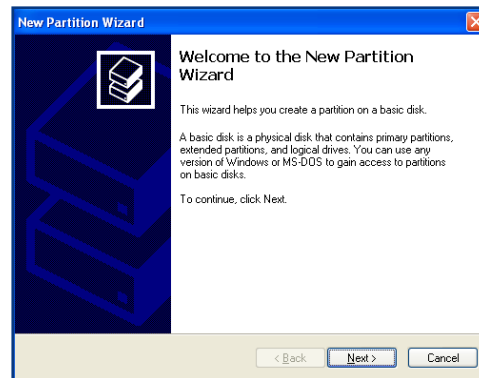 New Partition Wizard
Welcome to the New Partition
Wizard
This wizard helps you create a partition on a basic disk.
A basic disk is a physical disk that contains primary partitions,
extended partitions, and logical drives. You can use any
version of Windows or MS-DOS to gain access to partitions
on basic disks.
To continue, click Next.
< Back
Next >
Cancel